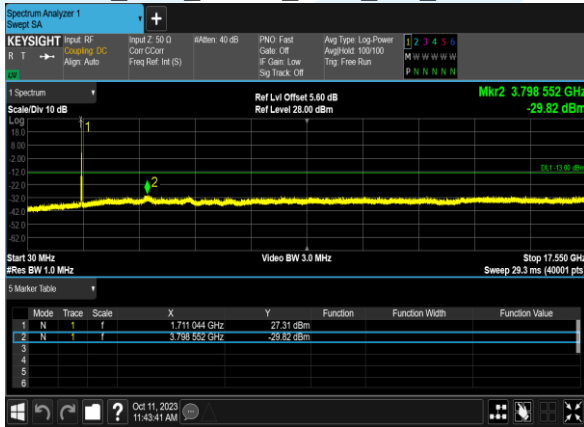 Spectrum Analyzer 1
Swept SA
+
KEYSIGHT Input: RF Input Z: 50 Ω #Atten: 40 dB PNO: Fast Avg Type: Log-Power 1 2 3 4 5 6
R T Coupling: DC Corr CCorr Gate: Off Avg|Hold: 100/100 M W W W W W
Align: Auto Freq Ref: Int (S) IF Gain: Low Trig: Free Run
Sig Track: Off P N N N N N
1 Spectrum
Ref Lvl Offset 5.60 dB Mkr2 3.798 552 GHz
Scale/Div 10 dB Ref Level 28.00 dBm -29.82 dBm
Log
18.0
8.00
-2.00
-12.0
-22.0
-32.0
-42.0
-52.0
-62.0
1
2
DL1 -13.00 dBm
Start 30 MHz Video BW 3.0 MHz Stop 17.550 GHz
#Res BW 1.0 MHz Sweep 29.3 ms (40001 pts
5 Marker Table
Mode Trace Scale X Y Function Function Width Function Value
1 N 1 f 1.711 044 GHz 27.31 dBm
2 N 1 f 3.798 552 GHz -29.82 dBm
3
4
5
6
? Oct 11, 2023
11:43:41 AM